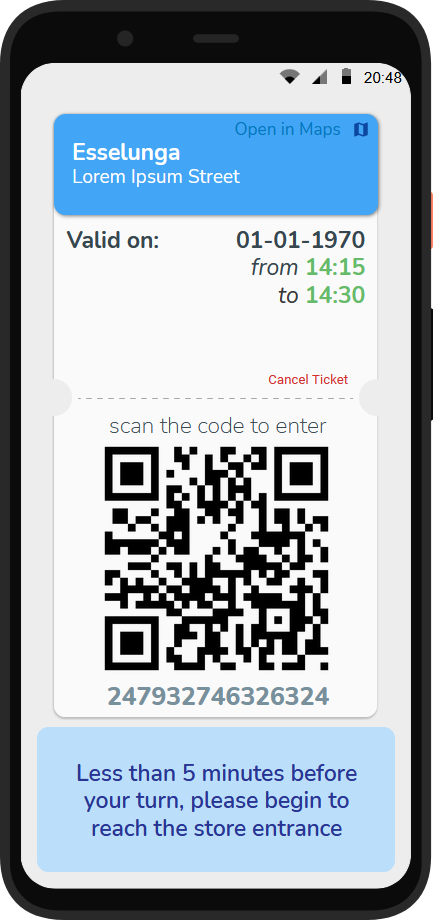 20:48
Open in Maps
Esselunga
Lorem Ipsum Street
Valid on: 01-01-1970
from 14:15
to 14:30
Cancel Ticket
scan the code to enter
247932746326324
Less than 5 minutes before
your turn, please begin to
reach the store entrance